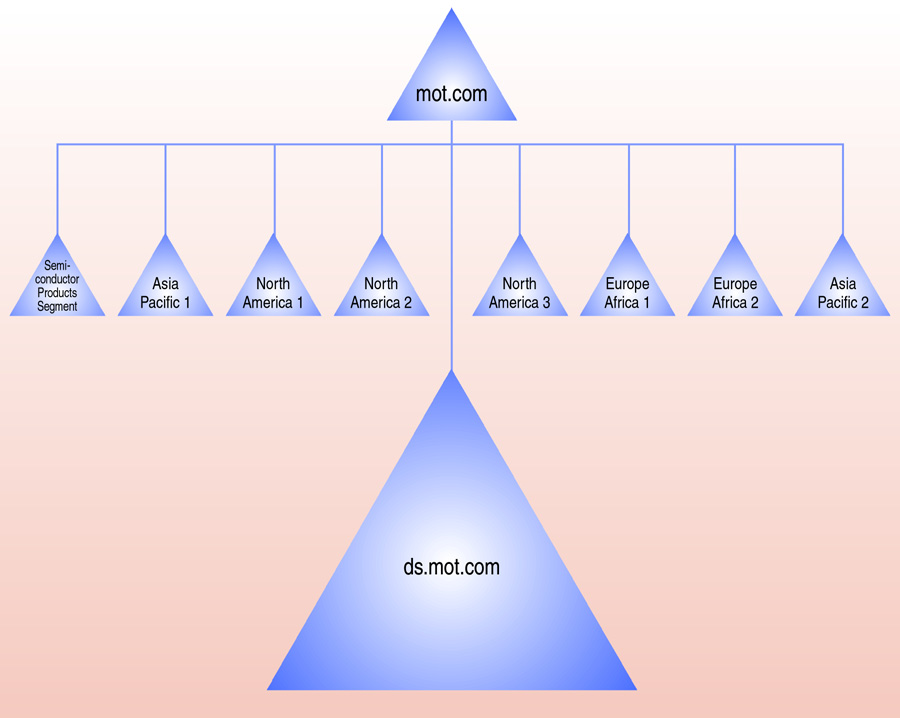 mot.com
Semi-
conductor
Products
Segment
Asia
Pacific 1
North
America 1
North
America 2
North
America 3
Europe
Africa 1
Europe
Africa 2
Asia
Pacific 2
ds.mot.com